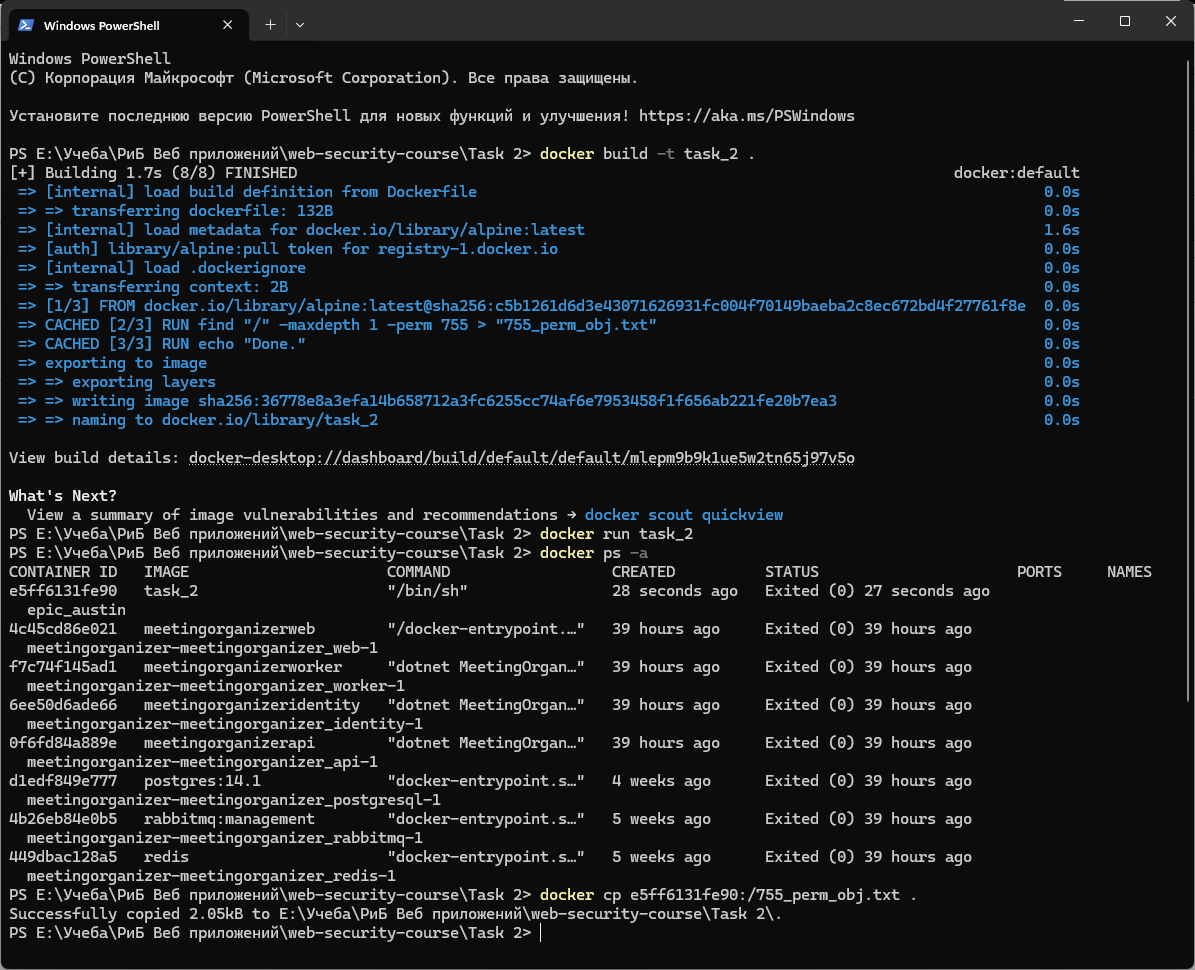 Windows PowerShell
Windows PowerShell
(C) Корпорация Майкрософт (Microsoft Corporation). Все права защищены.
Установите последнюю версию PowerShell для новых функций и улучшения! https://aka.ms/PSWindows
PS E:\Учеба\РиБ Веб приложений\web-security-course\Task 2> docker build -t task_2 .
[+] Building 1.7s (8/8) FINISHED docker:default
=> [internal] load build definition from Dockerfile 0.0s
=> => transferring dockerfile: 132B 0.0s
=> [internal] load metadata for docker.io/library/alpine:latest 1.6s
=> [auth] library/alpine:pull token for registry-1.docker.io 0.0s
=> [internal] load .dockerignore 0.0s
=> => transferring context: 2B 0.0s
=> [1/3] FROM docker.io/library/alpine:latest@sha256:c5b1261d6d3e43071626931fc004f70149baeba2c8ec672bd4f27761f8e 0.0s
=> CACHED [2/3] RUN find "/" -maxdepth 1 -perm 755 > "755_perm_obj.txt" 0.0s
=> CACHED [3/3] RUN echo "Done." 0.0s
=> exporting to image 0.0s
=> => exporting layers 0.0s
=> => writing image sha256:36778e8a3efa14b658712a3fc6255cc74af6e7953458f1f656ab221fe20b7ea3 0.0s
=> => naming to docker.io/library/task_2 0.0s
View build details: docker-desktop://dashboard/build/default/default/mlepm9b9k1ue5w2tn65j97v5o
What's Next?
View a summary of image vulnerabilities and recommendations → docker scout quickview
PS E:\Учеба\РиБ Веб приложений\web-security-course\Task 2> docker run task_2
PS E:\Учеба\РиБ Веб приложений\web-security-course\Task 2> docker ps -a
CONTAINER ID IMAGE COMMAND CREATED STATUS PORTS NAMES
e5ff6131fe90 task_2 "/bin/sh" 28 seconds ago Exited (0) 27 seconds ago
epic_austin
4c45cd86e021 meetingorganizerweb "/docker-entrypoint.…" 39 hours ago Exited (0) 39 hours ago
meetingorganizer-meetingorganizer_web-1
f7c74f145ad1 meetingorganizerworker "dotnet MeetingOrgan…" 39 hours ago Exited (0) 39 hours ago
meetingorganizer-meetingorganizer_worker-1
6ee50d6ade66 meetingorganizeridentity "dotnet MeetingOrgan…" 39 hours ago Exited (0) 39 hours ago
meetingorganizer-meetingorganizer_identity-1
0f6fd84a889e meetingorganizerapi "dotnet MeetingOrgan…" 39 hours ago Exited (0) 39 hours ago
meetingorganizer-meetingorganizer_api-1
d1edf849e777 postgres:14.1 "docker-entrypoint.s…" 4 weeks ago Exited (0) 39 hours ago
meetingorganizer-meetingorganizer_postgresql-1
4b26eb84e0b5 rabbitmq:management "docker-entrypoint.s…" 5 weeks ago Exited (0) 39 hours ago
meetingorganizer-meetingorganizer_rabbitmq-1
449dbac128a5 redis "docker-entrypoint.s…" 5 weeks ago Exited (0) 39 hours ago
meetingorganizer-meetingorganizer_redis-1
PS E:\Учеба\РиБ Веб приложений\web-security-course\Task 2> docker cp e5ff6131fe90:/755_perm_obj.txt .
Successfully copied 2.05kB to E:\Учеба\РиБ Веб приложений\web-security-course\Task 2\.
PS E:\Учеба\РиБ Веб приложений\web-security-course\Task 2>